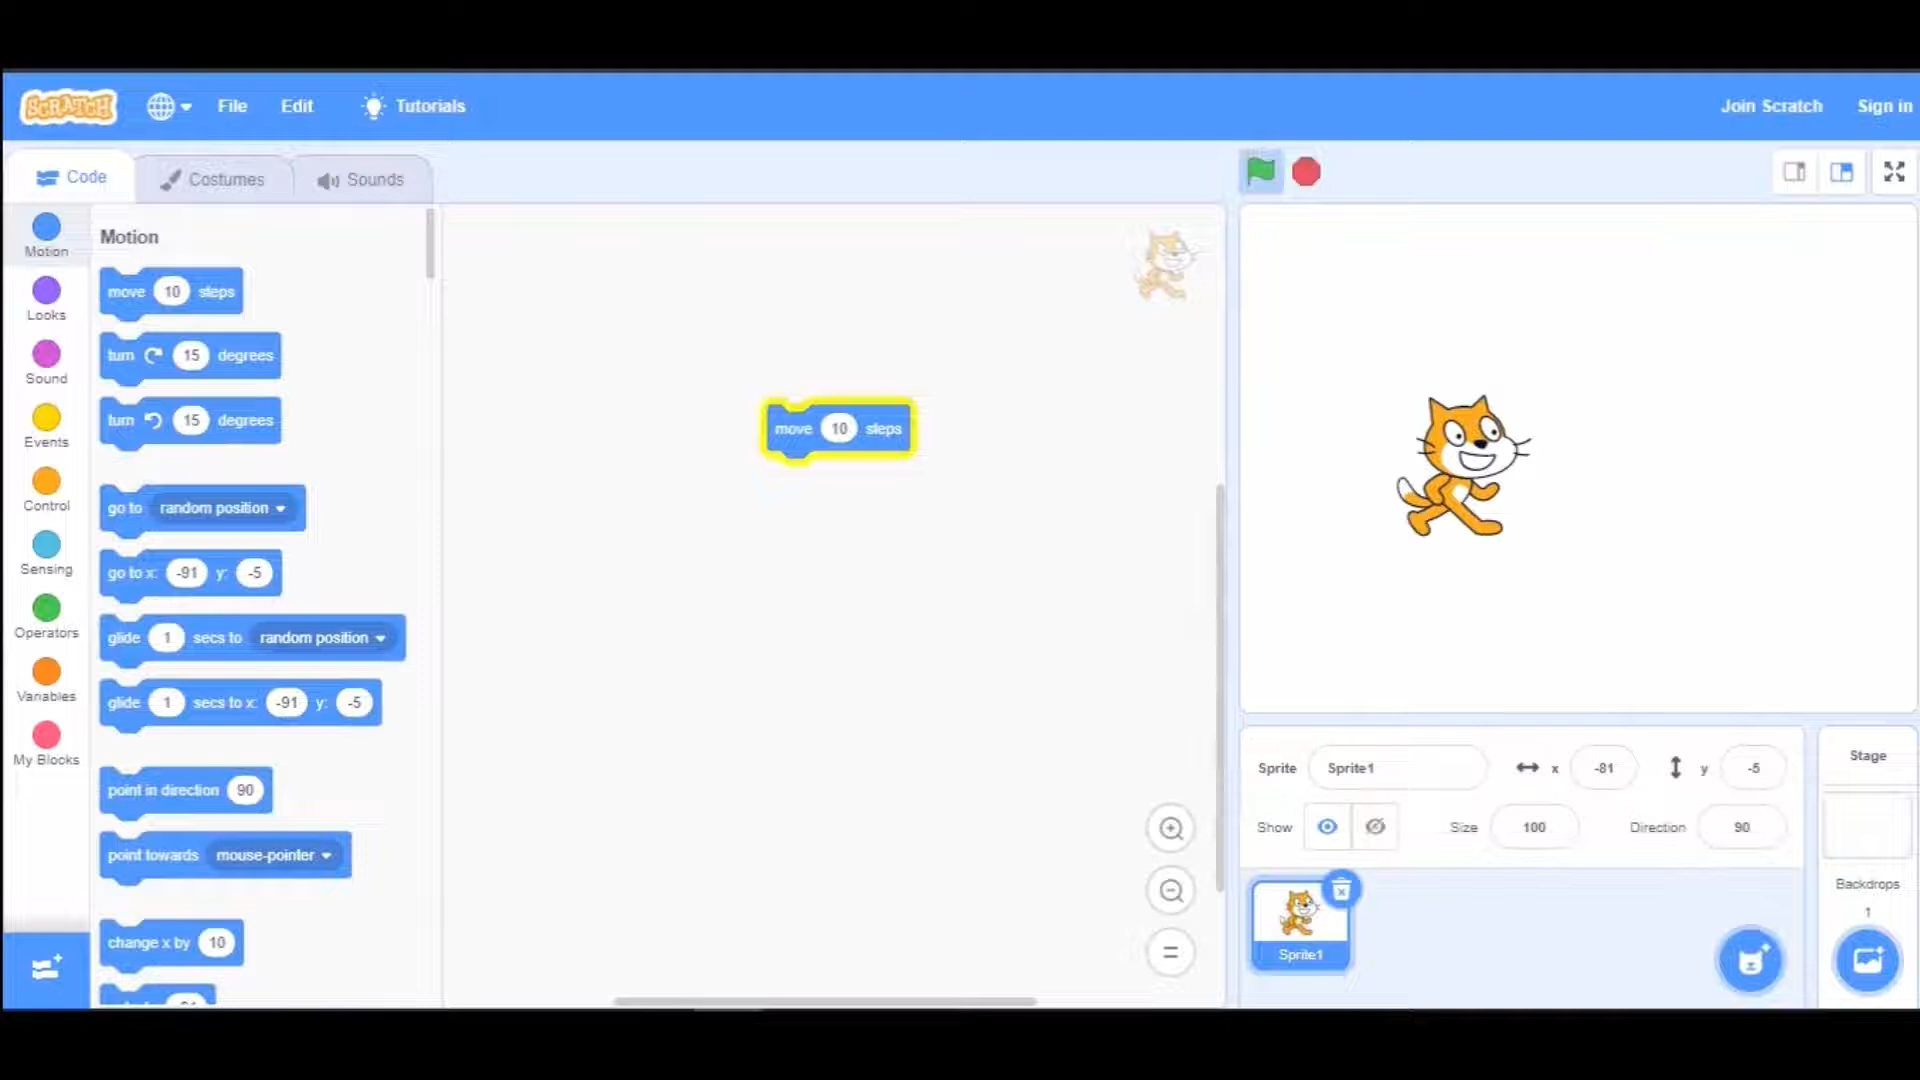 SCRATCH File Edit Tutorials Join Scratch Sign in
Code Costumes Sounds
Motion
Looks
Sound
Events
Control
Sensing
Operators
Variables
My Blocks
Motion
move 10 steps
turn 15 degrees
turn 15 degrees
go to random position
go to x: -91 y: -5
glide 1 secs to random position
glide 1 secs to x: -91 y: -5
point in direction 90
point towards mouse-pointer
change x by 10
move 10 steps
Sprite Sprite1 x -81 y -5
Show Size 100 Direction 90
Sprite1
Stage
Backdrops
1